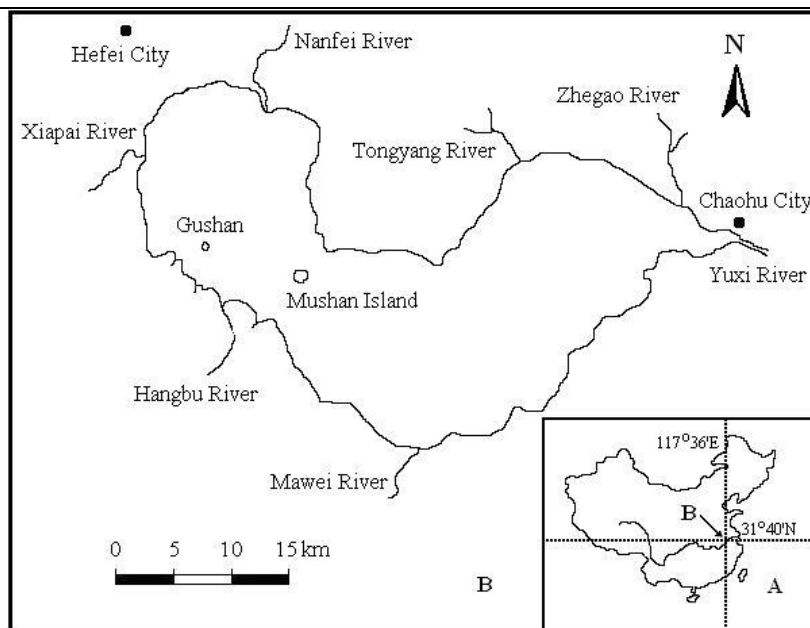 Hefei City
Nanfei River
N
Zhegao River
Xiapai River
Tongyang River
Chaohu City
Gushan
Yuxi River
Mushan Island
Hangbu River
Mawei River
0 5 10 15 km
B
117°36'E
B
31°40'N
A